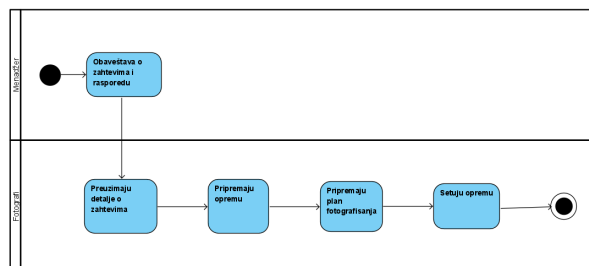 Menadžer
Obaveštava o
zahtevima i
rasporedu
Fotografi
Preuzimaju
detalje o
zahtevima
Pripremaju
opremu
Pripremaju
plan
fotografisanja
Setuju opremu